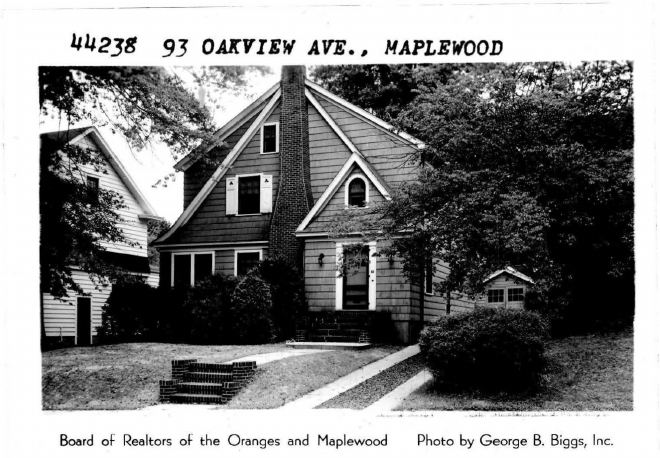 44238 93 OAKVIEW AVE., MAPLEWOOD
Board of Realtors of the Oranges and Maplewood Photo by George B. Biggs, Inc.